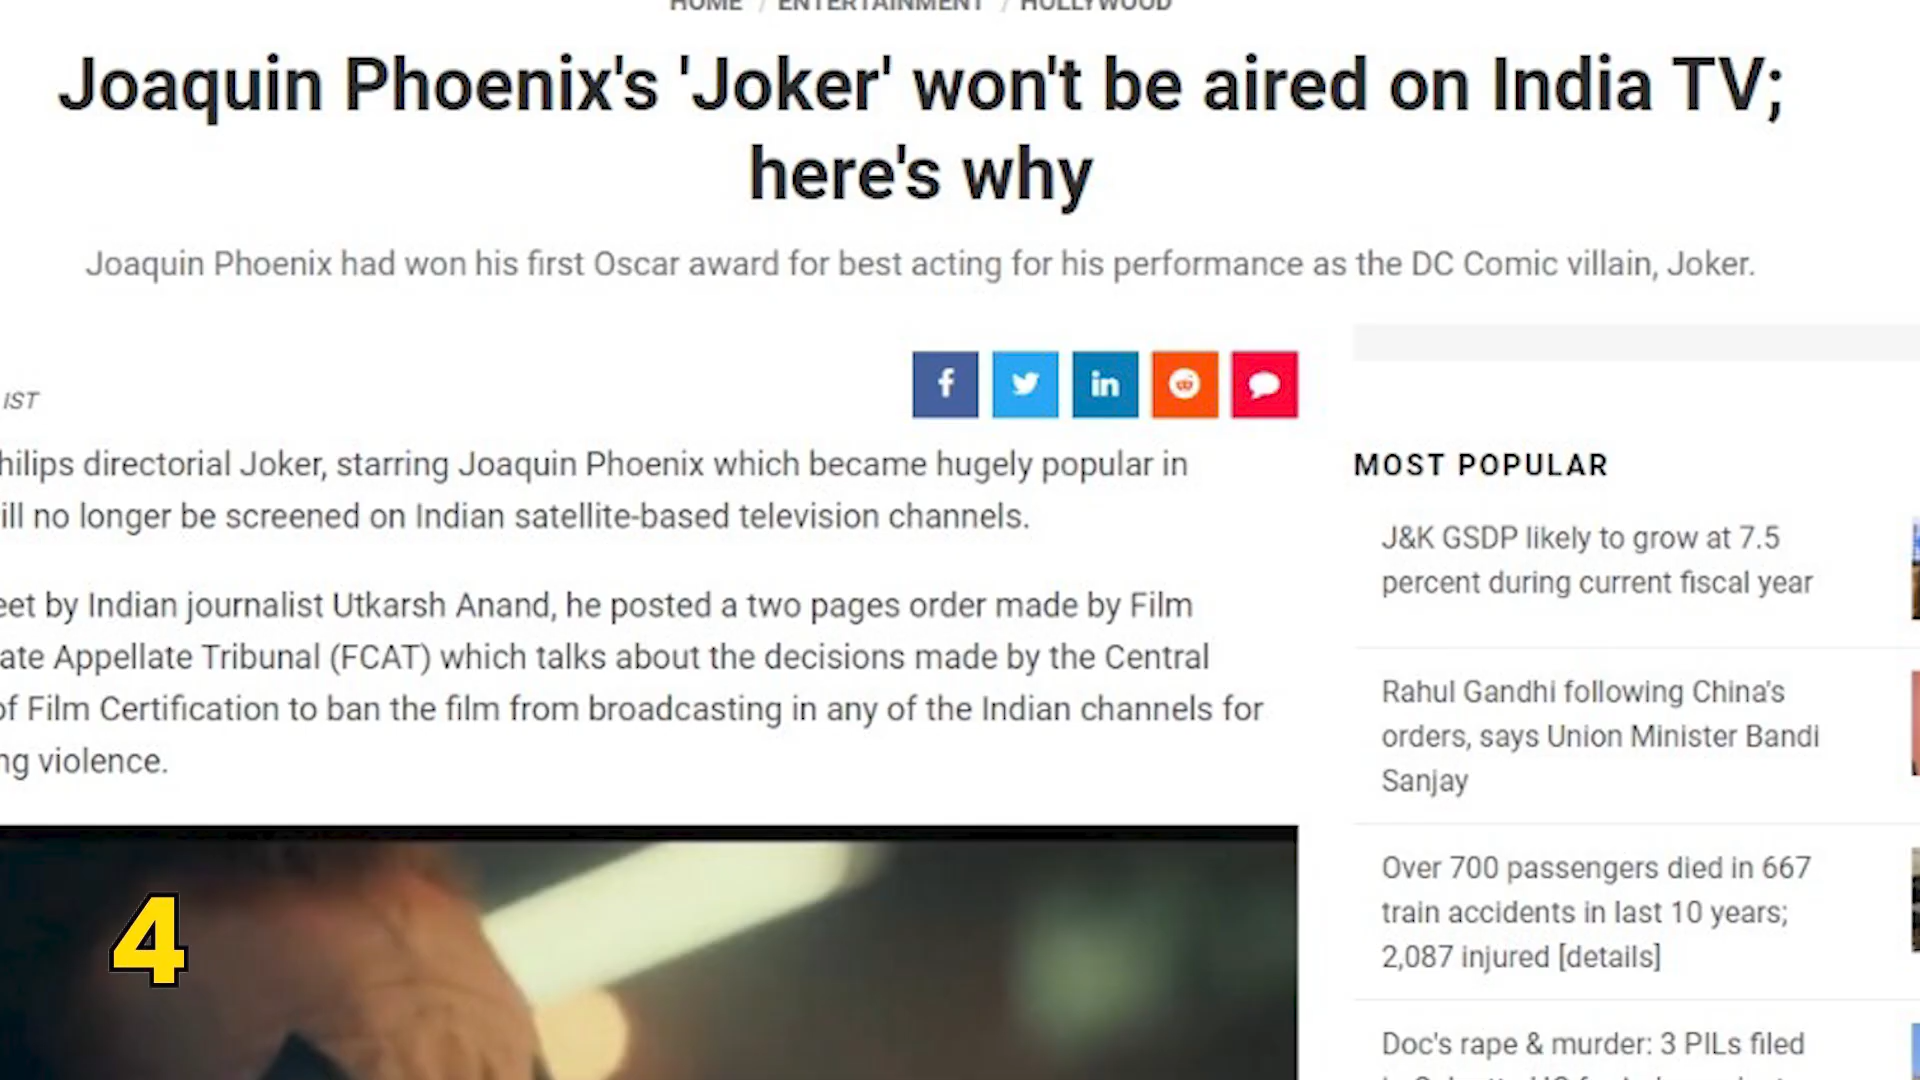 HOME / ENTERTAINMENT / HOLLYWOOD
Joaquin Phoenix's 'Joker' won't be aired on India TV;
here's why
Joaquin Phoenix had won his first Oscar award for best acting for his performance as the DC Comic villain, Joker.
IST
hilips directorial Joker, starring Joaquin Phoenix which became hugely popular in
ill no longer be screened on Indian satellite-based television channels.
eet by Indian journalist Utkarsh Anand, he posted a two pages order made by Film
ate Appellate Tribunal (FCAT) which talks about the decisions made by the Central
of Film Certification to ban the film from broadcasting in any of the Indian channels for
ng violence.
4
MOST POPULAR
J&K GSDP likely to grow at 7.5
percent during current fiscal year
Rahul Gandhi following China's
orders, says Union Minister Bandi
Sanjay
Over 700 passengers died in 667
train accidents in last 10 years;
2,087 injured [details]
Doc's rape & murder: 3 PILs filed